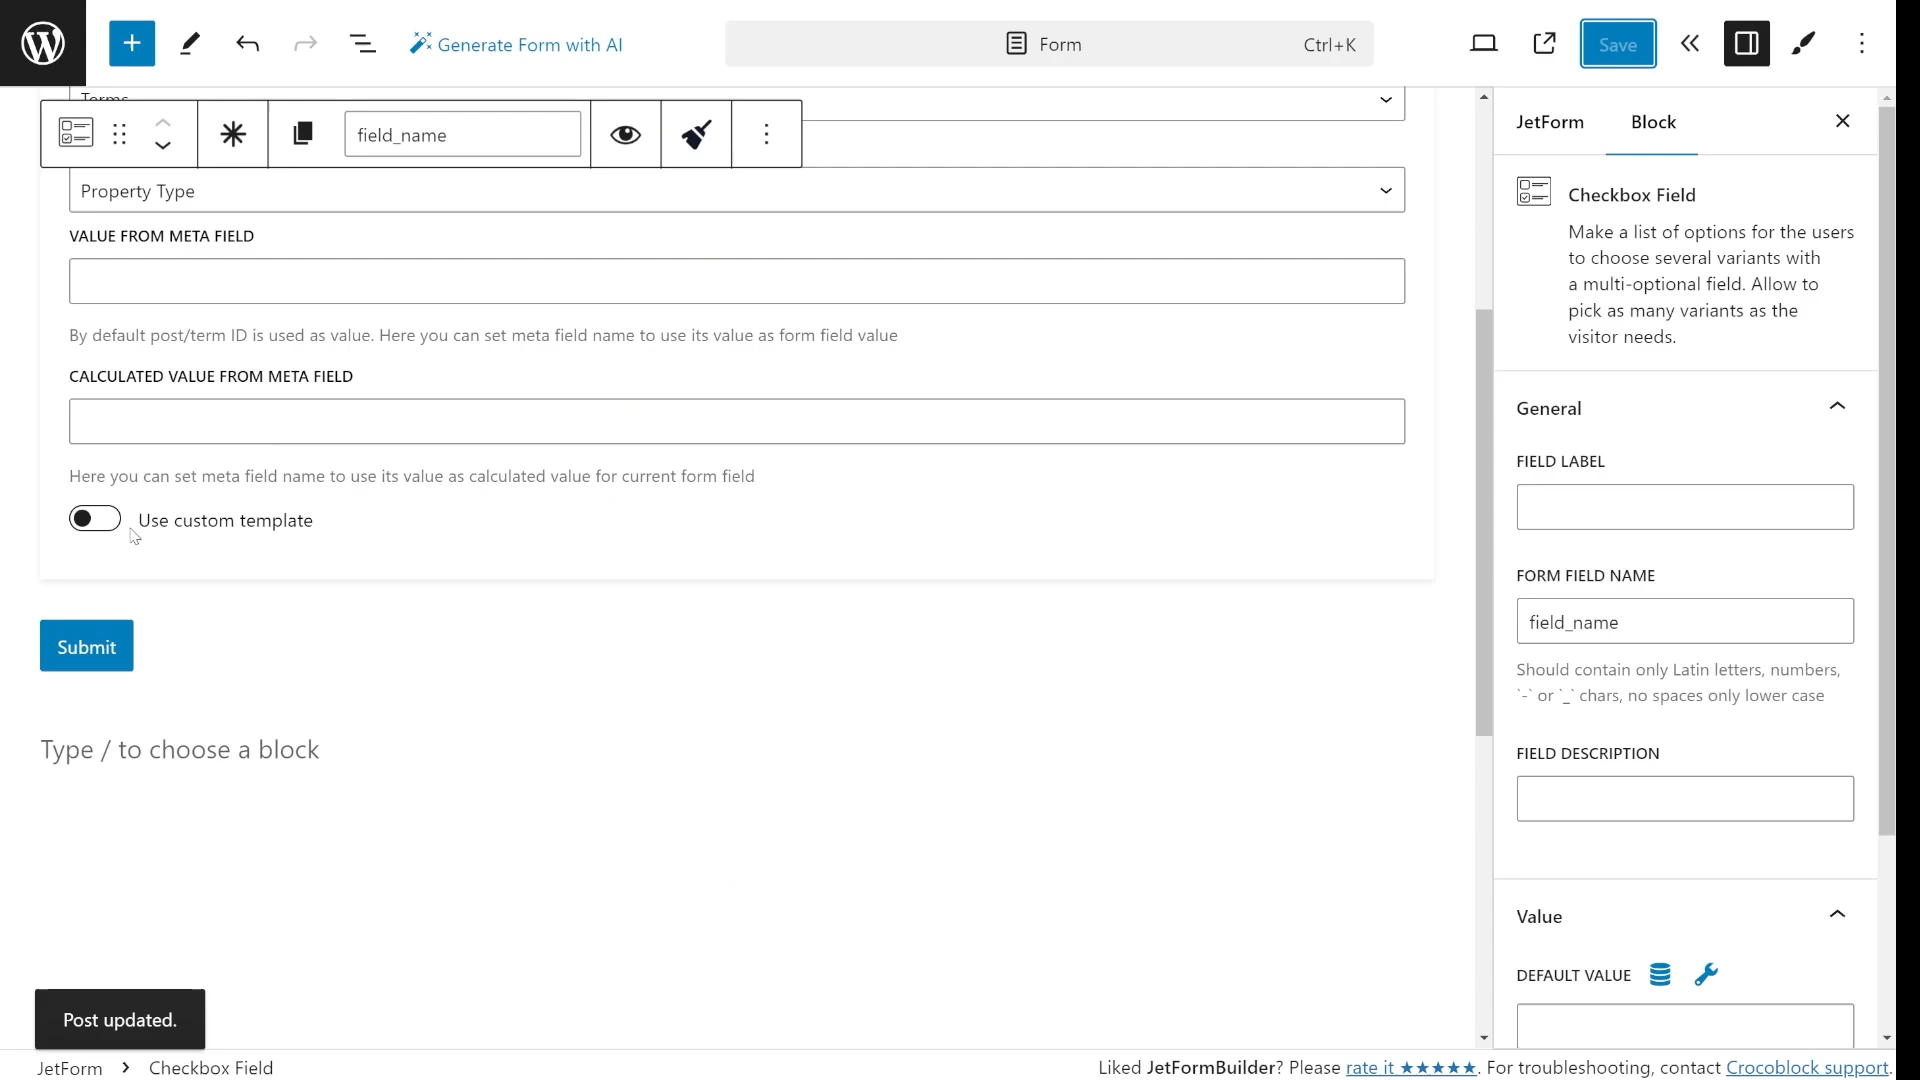 Generate Form with AI
Form
Ctrl+K
Save
Terms
field_name
Property Type
VALUE FROM META FIELD
By default post/term ID is used as value. Here you can set meta field name to use its value as form field value
CALCULATED VALUE FROM META FIELD
Here you can set meta field name to use its value as calculated value for current form field
Use custom template
Submit
Type / to choose a block
Post updated.
JetForm
Block
Checkbox Field
Make a list of options for the users
to choose several variants with
a multi-optional field. Allow to
pick as many variants as the
visitor needs.
General
FIELD LABEL
FORM FIELD NAME
field_name
Should contain only Latin letters, numbers,
`-` or `_` chars, no spaces only lower case
FIELD DESCRIPTION
Value
DEFAULT VALUE
JetForm › Checkbox Field
Liked JetFormBuilder? Please rate it ★★★★★. For troubleshooting, contact Crocoblock support.